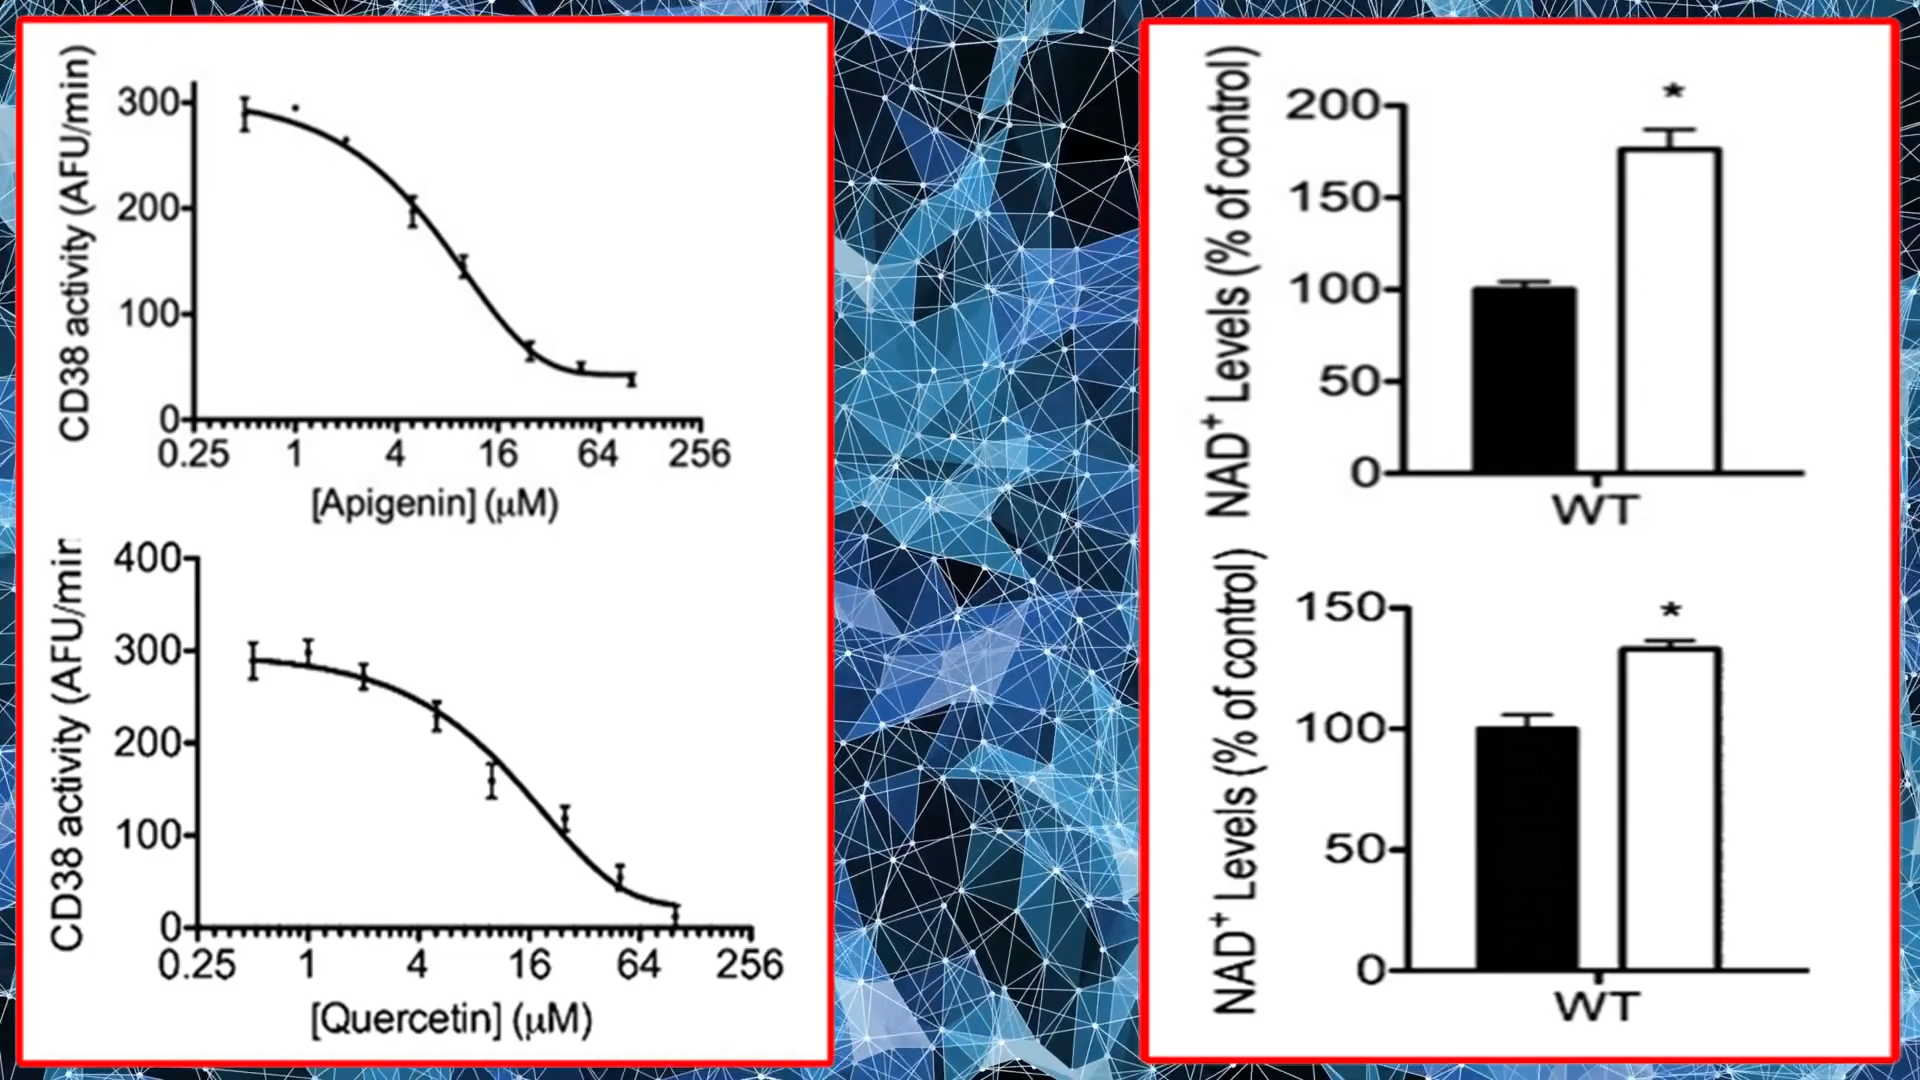 CD38 activity (AFU/min)
300
200
100
0
0.25 1 4 16 64 256
[Apigenin] (μM)
CD38 activity (AFU/min
400
300
200
100
0
0.25 1 4 16 64 256
[Quercetin] (μM)
NAD+ Levels (% of control)
200
150
100
50
0
*
WT
NAD+ Levels (% of control)
150
100
50
0
*
WT